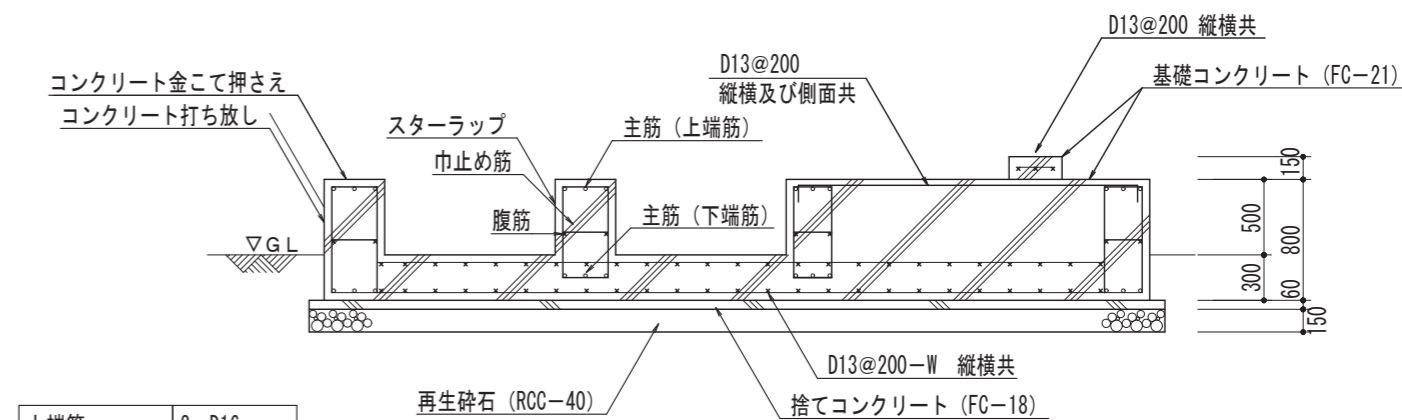 D13@200 縦横共
D13@200
縦横及び側面共
基礎コンクリート (FC-21)
コンクリート金こて押さえ
コンクリート打ち放し
スターラップ
主筋 (上端筋)
巾止め筋
腹筋
主筋 (下端筋)
▽GL
150
500
800
300
60
150
D13@200-W 縦横共
再生砕石 (RCC-40)
捨てコンクリート (FC-18)